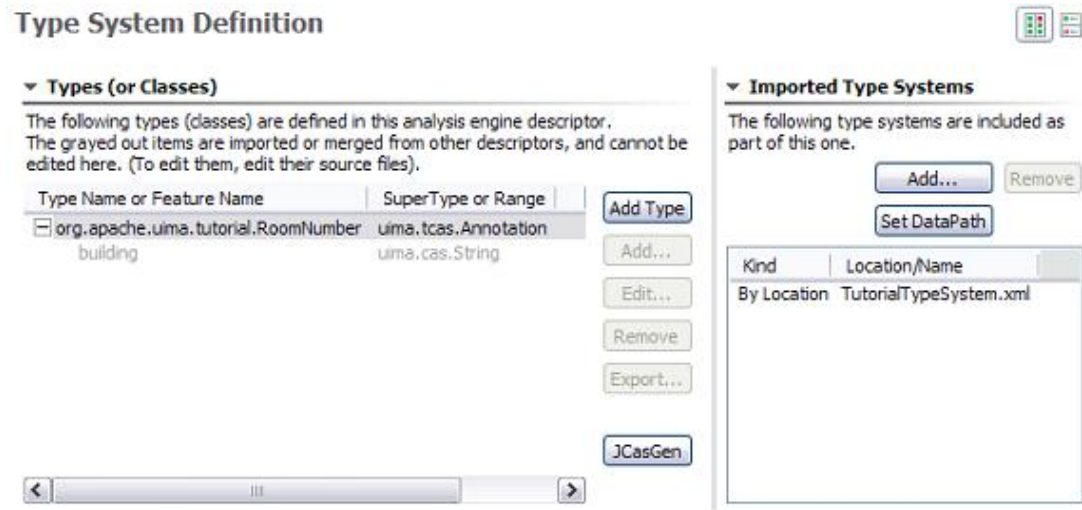 Type System Definition
Types (or Classes)
The following types (classes) are defined in this analysis engine descriptor.
The grayed out items are imported or merged from other descriptors, and cannot be
edited here. (To edit them, edit their source files).
Type Name or Feature Name SuperType or Range
org.apache.uima.tutorial.RoomNumber uima.tcas.Annotation
building uima.cas.String
Add Type
Add...
Edit...
Remove
Export...
JCasGen
Imported Type Systems
The following type systems are included as
part of this one.
Add... Remove
Set DataPath
Kind Location/Name
By Location TutorialTypeSystem.xml